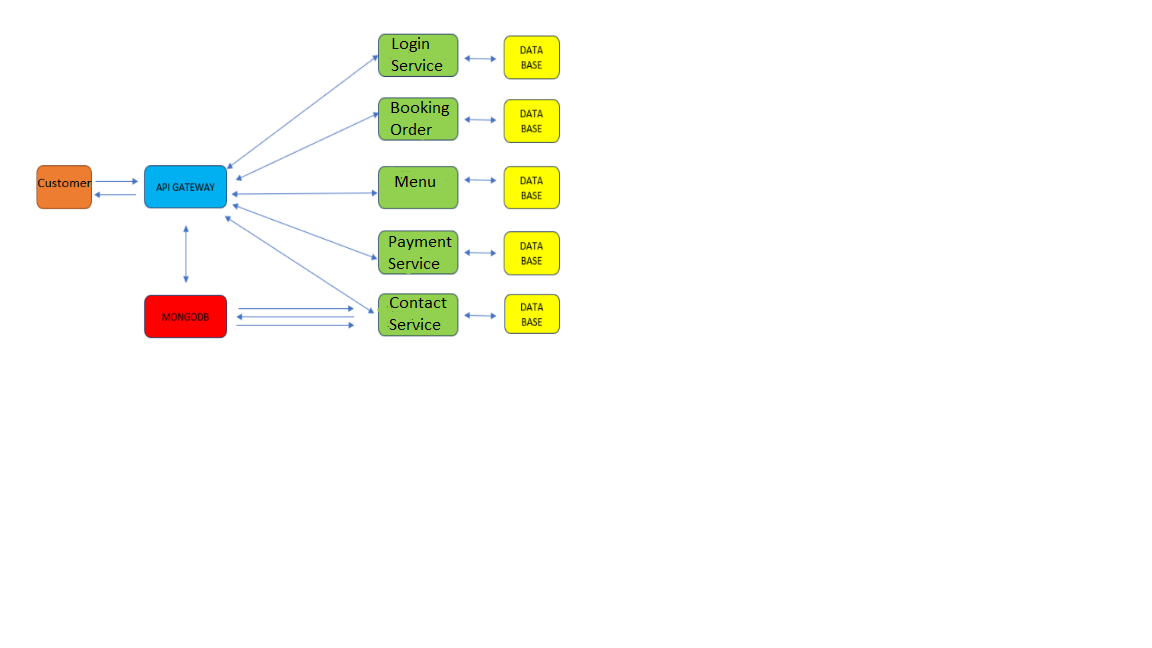 Login
Service
DATA
BASE
Booking
Order
DATA
BASE
Customer
API GATEWAY
Menu
DATA
BASE
Payment
Service
DATA
BASE
MONGODB
Contact
Service
DATA
BASE